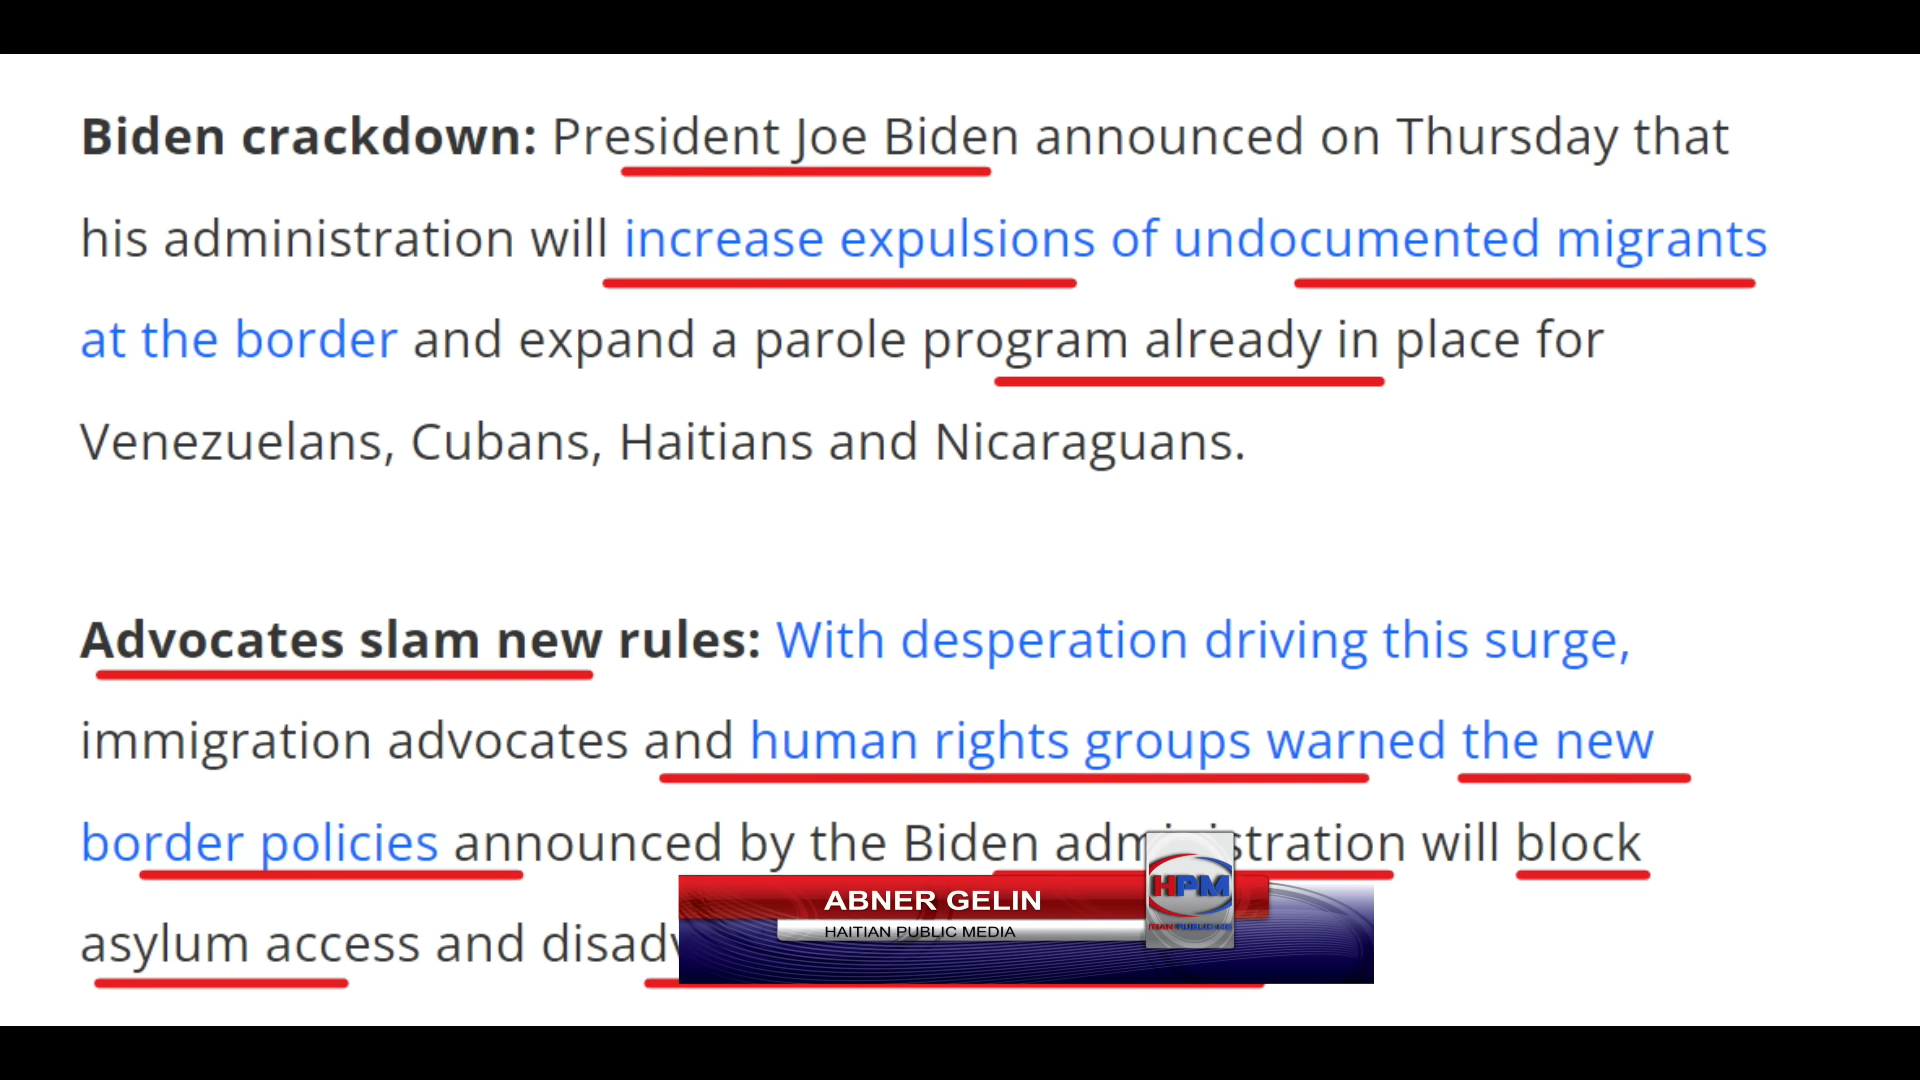 Biden crackdown: President Joe Biden announced on Thursday that
his administration will increase expulsions of undocumented migrants
at the border and expand a parole program already in place for
Venezuelans, Cubans, Haitians and Nicaraguans.
Advocates slam new rules: With desperation driving this surge,
immigration advocates and human rights groups warned the new
border policies announced by the Biden administration will block
asylum access and
ABNER GELIN
HAITIAN PUBLIC MEDIA
HPM